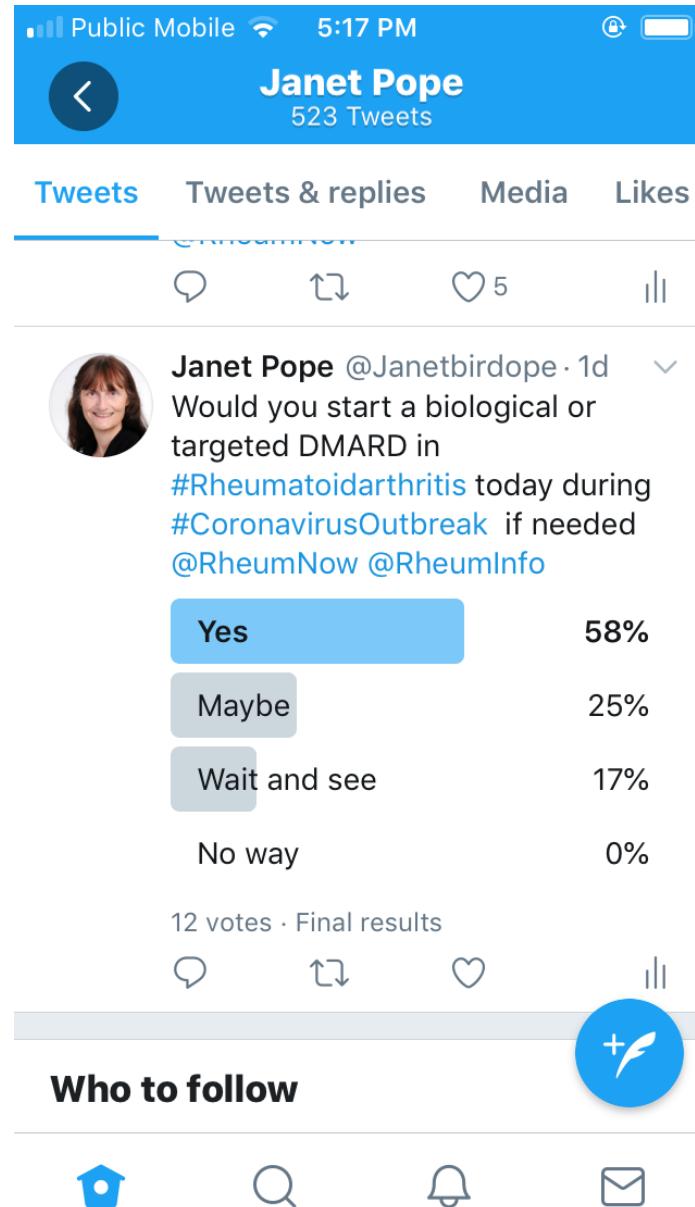 Public Mobile 5:17 PM
Janet Pope
523 Tweets
Tweets Tweets & replies Media Likes
@RheumNow
5
Janet Pope @Janetbirdope · 1d
Would you start a biological or
targeted DMARD in
#Rheumatoidarthritis today during
#CoronavirusOutbreak if needed
@RheumNow @RheumInfo
Yes 58%
Maybe 25%
Wait and see 17%
No way 0%
12 votes · Final results
Who to follow